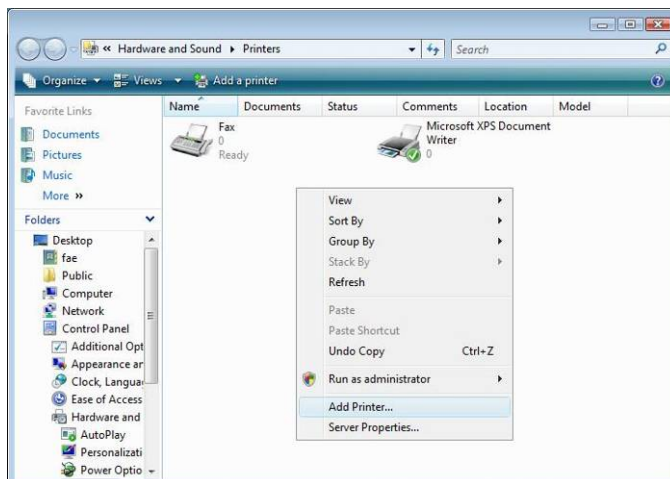 « Hardware and Sound ▸ Printers
Search
Organize Views Add a printer
Favorite Links
Documents
Pictures
Music
More »
Folders
Desktop
fae
Public
Computer
Network
Control Panel
Additional Opt
Appearance an
Clock, Languag
Ease of Access
Hardware and
AutoPlay
Personalizati
Power Optio
Name Documents Status Comments Location Model
Fax
0
Ready
Microsoft XPS Document
Writer
0
View
Sort By
Group By
Stack By
Refresh
Paste
Paste Shortcut
Undo Copy Ctrl+Z
Run as administrator
Add Printer...
Server Properties...